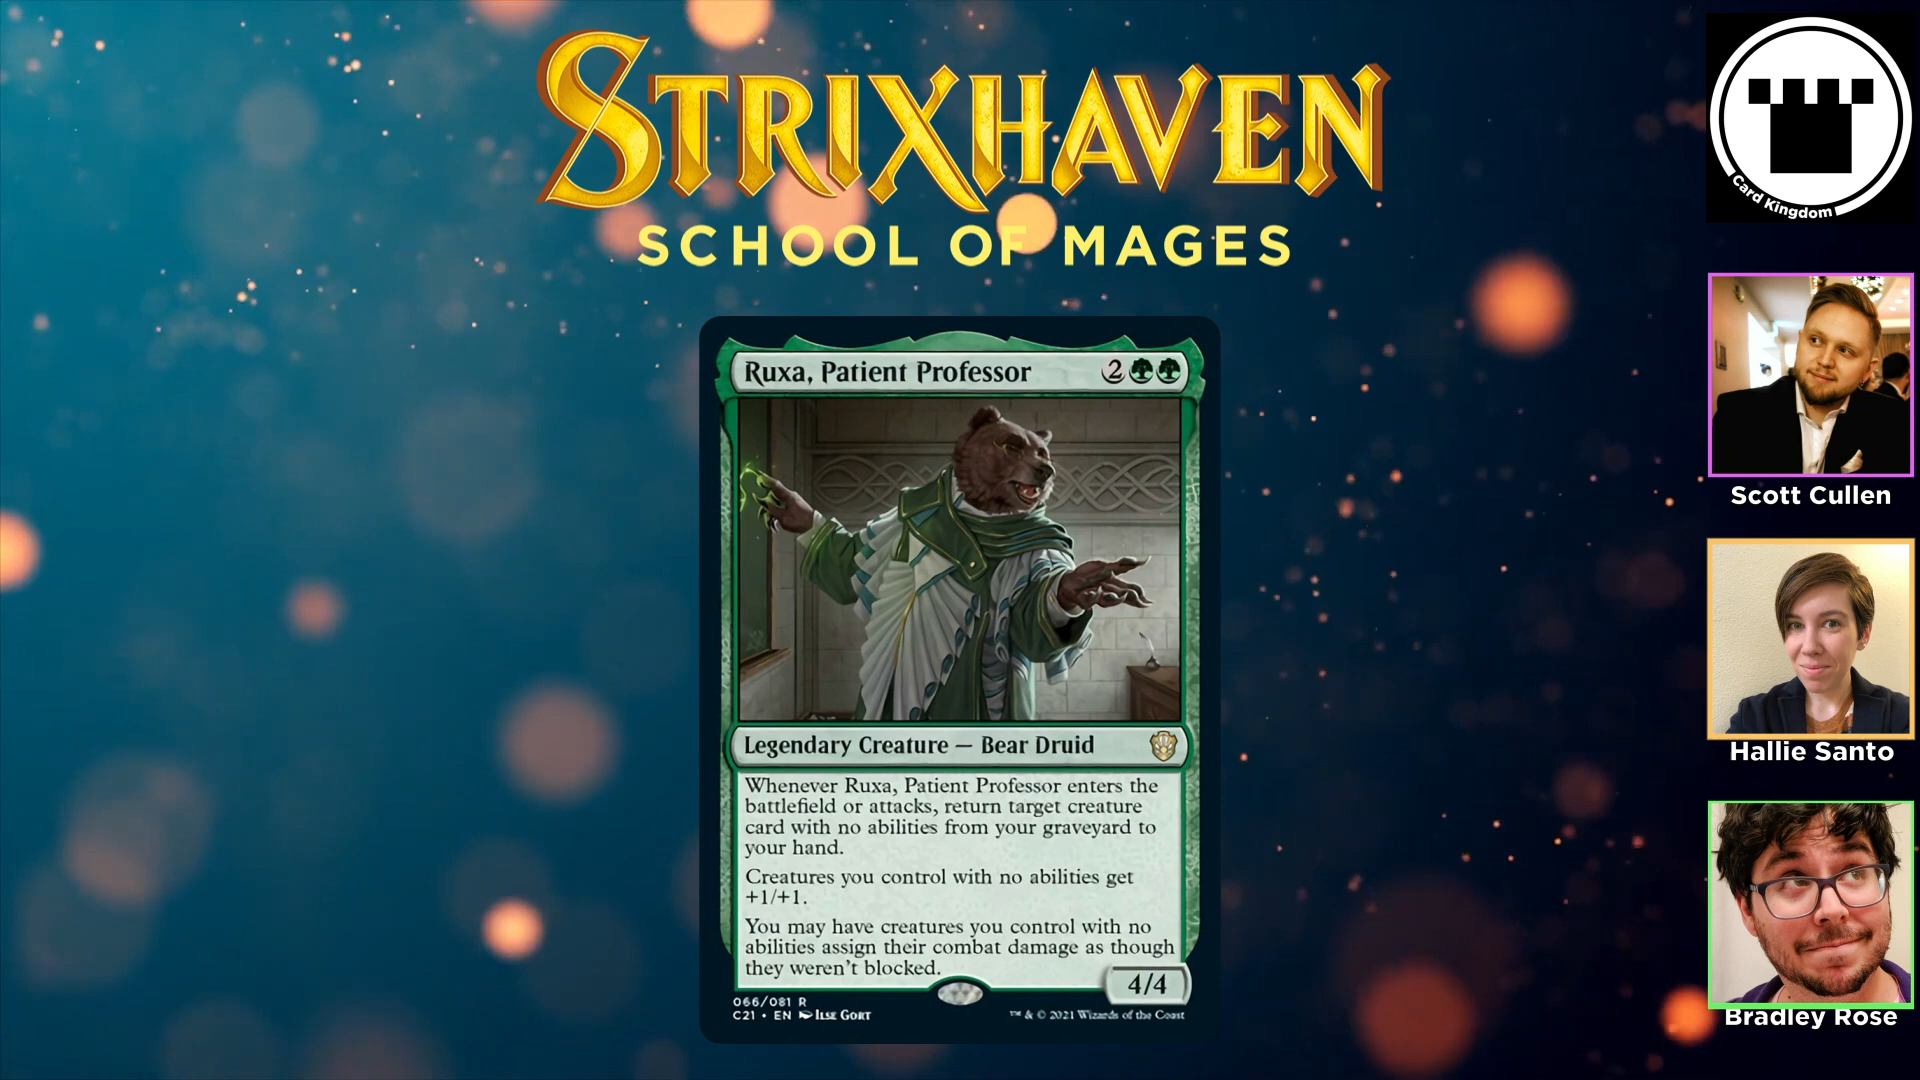 STRIXHAVEN
SCHOOL OF MAGES
Card Kingdom
Ruxa, Patient Professor 2
Legendary Creature — Bear Druid
Whenever Ruxa, Patient Professor enters the
battlefield or attacks, return target creature
card with no abilities from your graveyard to
your hand.
Creatures you control with no abilities get
+1/+1.
You may have creatures you control with no
abilities assign their combat damage as though
they weren't blocked.
4/4
066/081 R
C21 • EN ILSE GORT
™ & © 2021 Wizards of the Coast
Scott Cullen
Hallie Santo
Bradley Rose